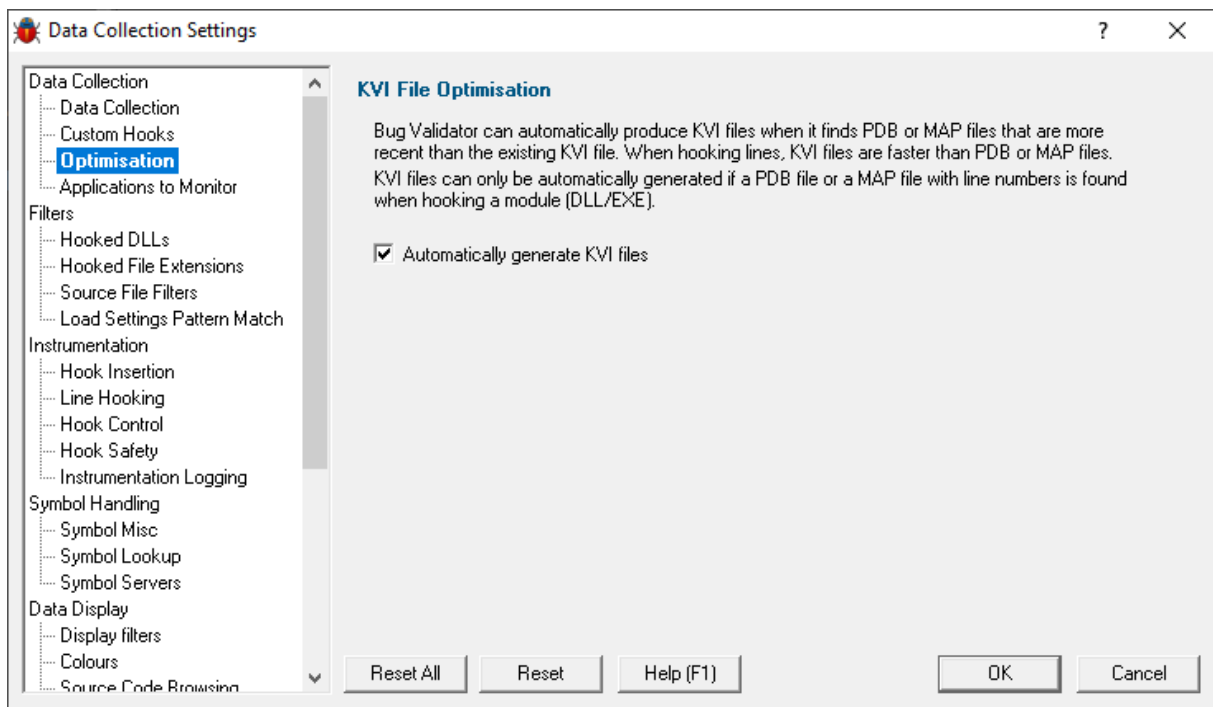 Data Collection Settings
?
Data Collection
Data Collection
Custom Hooks
Optimisation
Applications to Monitor
Filters
Hooked DLLs
Hooked File Extensions
Source File Filters
Load Settings Pattern Match
Instrumentation
Hook Insertion
Line Hooking
Hook Control
Hook Safety
Instrumentation Logging
Symbol Handling
Symbol Misc
Symbol Lookup
Symbol Servers
Data Display
Display filters
Colours
Source Code Browsing
KVI File Optimisation
Bug Validator can automatically produce KVI files when it finds PDB or MAP files that are more
recent than the existing KVI file. When hooking lines, KVI files are faster than PDB or MAP files.
KVI files can only be automatically generated if a PDB file or a MAP file with line numbers is found
when hooking a module (DLL/EXE).
Automatically generate KVI files
Reset All
Reset
Help (F1)
OK
Cancel